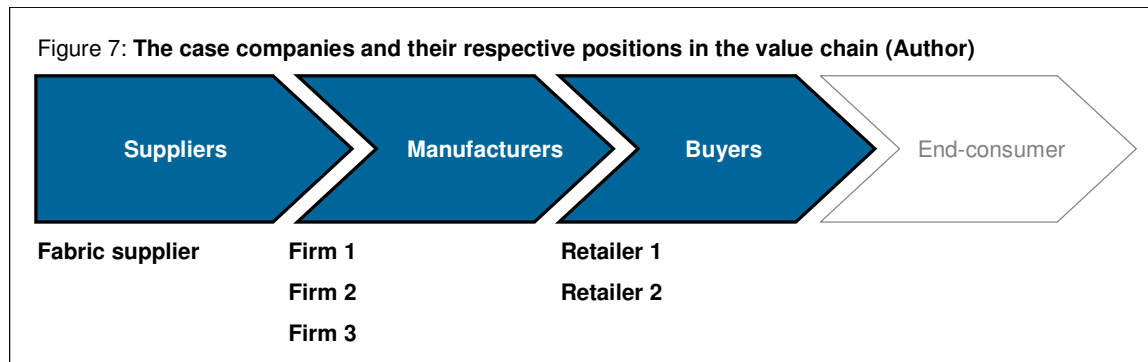 Figure 7: The case companies and their respective positions in the value chain (Author)
Suppliers
Manufacturers
Buyers
End-consumer
Fabric supplier
Firm 1
Retailer 1
Firm 2
Retailer 2
Firm 3